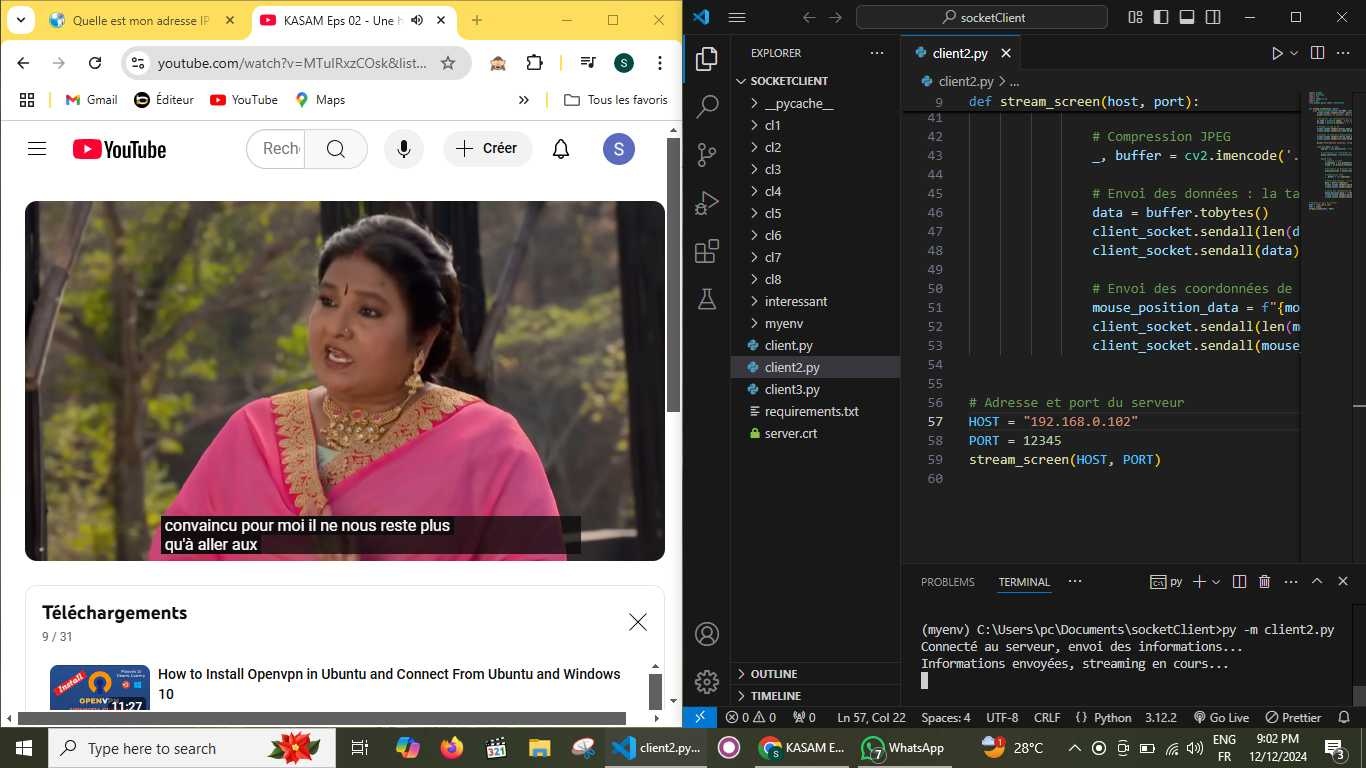 Quelle est mon adresse IP
KASAM Eps 02 - Une h
youtube.com/watch?v=MTulRxzCOsk&list...
S
Gmail
Éditeur
YouTube
Maps
»
Tous les favoris
YouTube
Rech
Créer
S
convaincu pour moi il ne nous reste plus
qu'à aller aux
Téléchargements
9 / 31
Install
OPENVPN
11:27
How to Install Openvpn in Ubuntu and Connect From Ubuntu and Windows
10
socketClient
EXPLORER
SOCKETCLIENT
__pycache__
cl1
cl2
cl3
cl4
cl5
cl6
cl7
cl8
interessant
myenv
client.py
client2.py
client3.py
requirements.txt
server.crt
OUTLINE
TIMELINE
client2.py
client2.py > ...
9 def stream_screen(host, port):
41
42 # Compression JPEG
43 _, buffer = cv2.imencode('.
44
45 # Envoi des données : la ta
46 data = buffer.tobytes()
47 client_socket.sendall(len(d
48 client_socket.sendall(data)
49
50 # Envoi des coordonnées de
51 mouse_position_data = f"{mo
52 client_socket.sendall(len(m
53 client_socket.sendall(mouse_
54
55
56 # Adresse et port du serveur
57 HOST = "192.168.0.102"
58 PORT = 12345
59 stream_screen(HOST, PORT)
60
PROBLEMS
TERMINAL
...
py
(myenv) C:\Users\pc\Documents\socketClient>py -m client2.py
Connecté au serveur, envoi des informations...
Informations envoyées, streaming en cours...
0 0 0
Ln 57, Col 22
Spaces: 4
UTF-8
CRLF
{} Python
3.12.2
Go Live
Prettier
Type here to search
321
client2.py...
S
KASAM E...
7
WhatsApp
1
28°C
ENG
FR
9:02 PM
12/12/2024
3